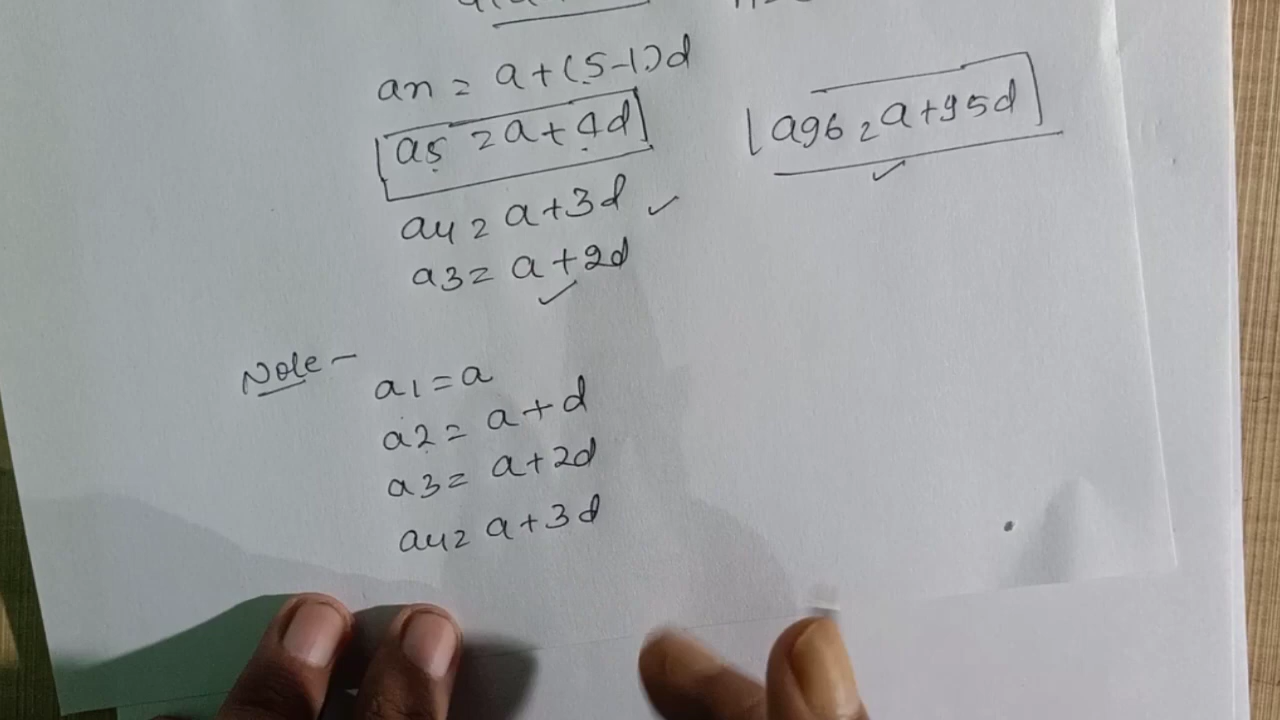 an = a + (5-1)d
a5 = a + 4d
a4 = a + 3d
a3 = a + 2d
a96 = a + 95d
Note -
a1 = a
a2 = a + d
a3 = a + 2d
a4 = a + 3d